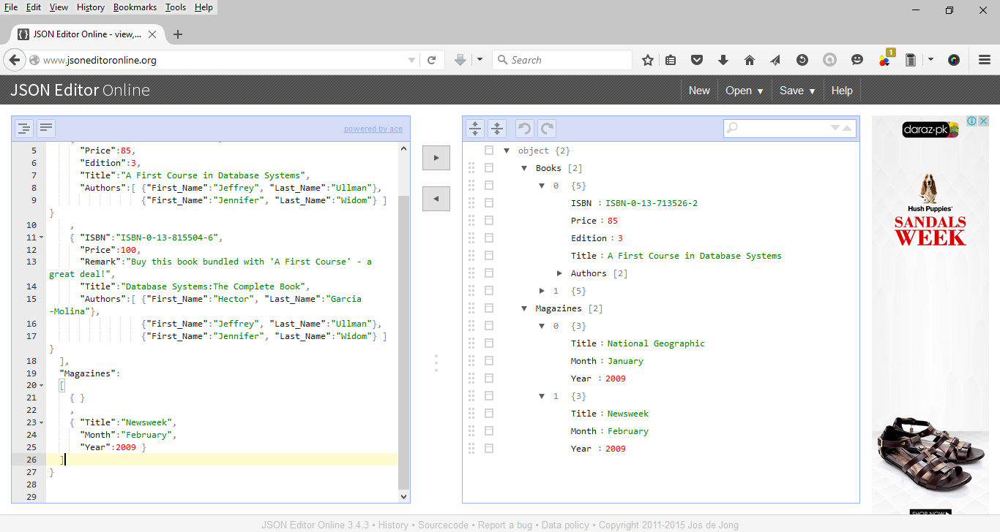 File Edit View History Bookmarks Tools Help
JSON Editor Online - view,...
www.jsoneditoronline.org
Search
1
JSON Editor Online
New Open Save Help
powered by ace
5 "Price":85,
6 "Edition":3,
7 "Title":"A First Course in Database Systems",
8 "Authors":[ {"First_Name":"Jeffrey", "Last_Name":"Ullman"},
9 {"First_Name":"Jennifer", "Last_Name":"Widom"} ]
}
10 ,
11 { "ISBN":"ISBN-0-13-815504-6",
12 "Price":100,
13 "Remark":"Buy this book bundled with 'A First Course' - a
great deal!",
14 "Title":"Database Systems:The Complete Book",
15 "Authors":[ {"First_Name":"Hector", "Last_Name":"Garcia
-Molina"},
16 {"First_Name":"Jeffrey", "Last_Name":"Ullman"},
17 {"First_Name":"Jennifer", "Last_Name":"Widom"} ]
}
18 ],
19 "Magazines":
20 [
21 { }
22 ,
23 { "Title":"Newsweek",
24 "Month":"February",
25 "Year":2009 }
26 ]
27 }
28
29
object {2}
Books [2]
0 {5}
ISBN : ISBN-0-13-713526-2
Price : 85
Edition : 3
Title : A First Course in Database Systems
Authors [2]
1 {5}
Magazines [2]
0 {3}
Title : National Geographic
Month : January
Year : 2009
1 {3}
Title : Newsweek
Month : February
Year : 2009
daraz.pk
Hush Puppies
SANDALS
WEEK
SHOP NOW
JSON Editor Online 3.4.3 • History • Sourcecode • Report a bug • Data policy • Copyright 2011-2015 Jos de Jong